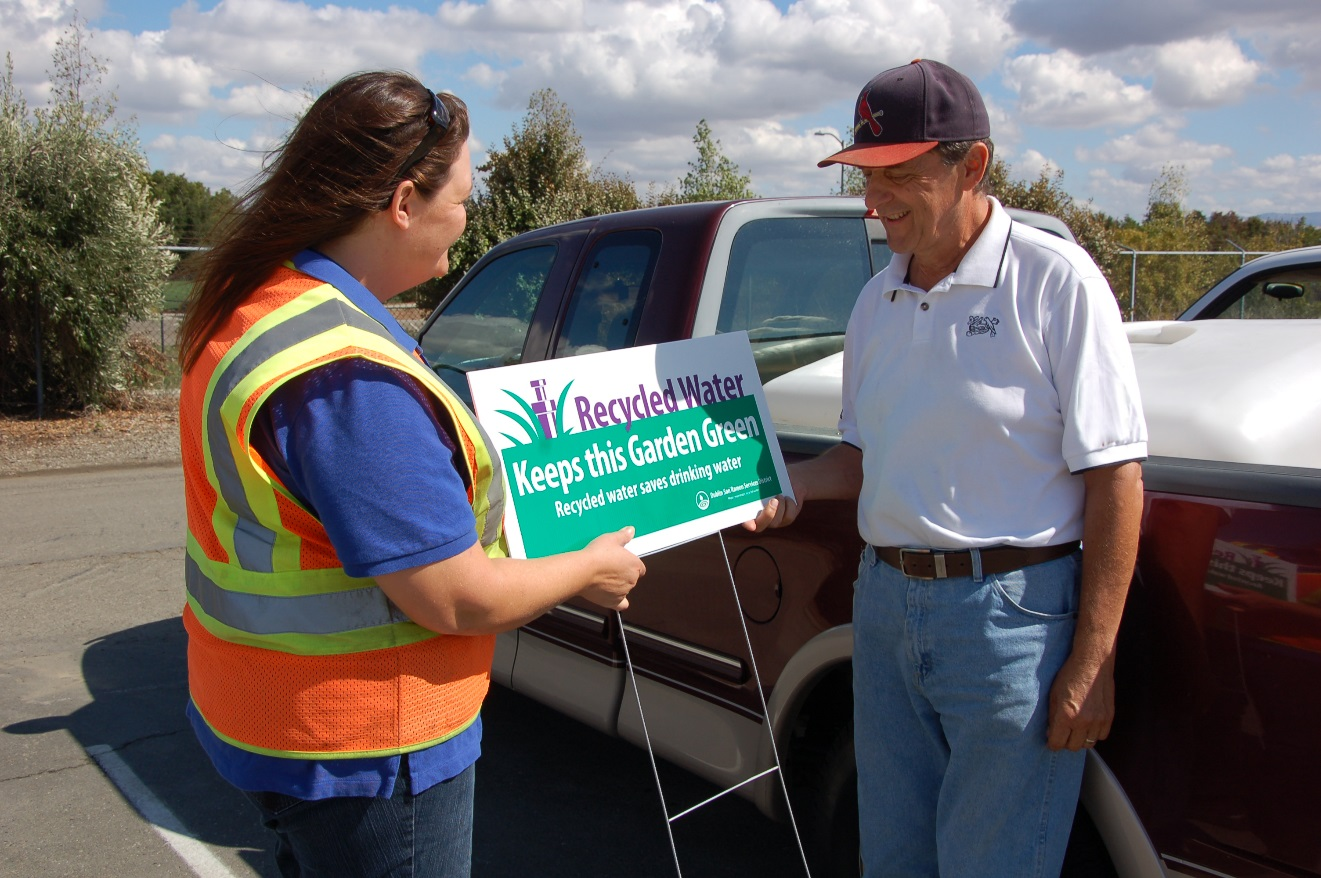 Recycled Water
Keeps this Garden Green
Recycled water saves drinking water
Dublin San Ramon Services District